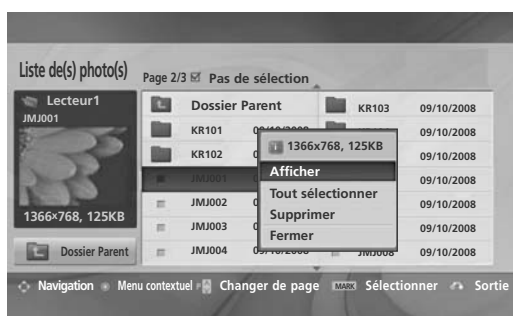 Liste de(s) photo(s)
Page 2/3 Pas de sélection
Lecteur1
JMJ001
1366×768, 125KB
Dossier Parent
Dossier Parent
KR101
KR102
JMJ001
JMJ002
JMJ003
JMJ004
KR103 09/10/2008
09/10/2008
09/10/2008
09/10/2008
09/10/2008
09/10/2008
JMJ008 09/10/2008
1366x768, 125KB
Afficher
Tout sélectionner
Supprimer
Fermer
Navigation Menu contextuel P Changer de page MARK Sélectionner Sortie